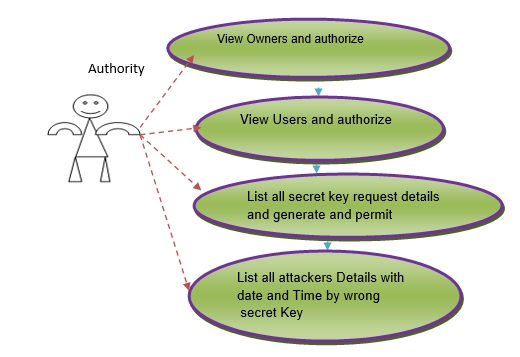 View Owners and authorize
Authority
View Users and authorize
List all secret key request details
and generate and permit
List all attackers Details with
date and Time by wrong
secret Key